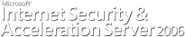 Microsoft®
Internet Security &
Acceleration Server 2006